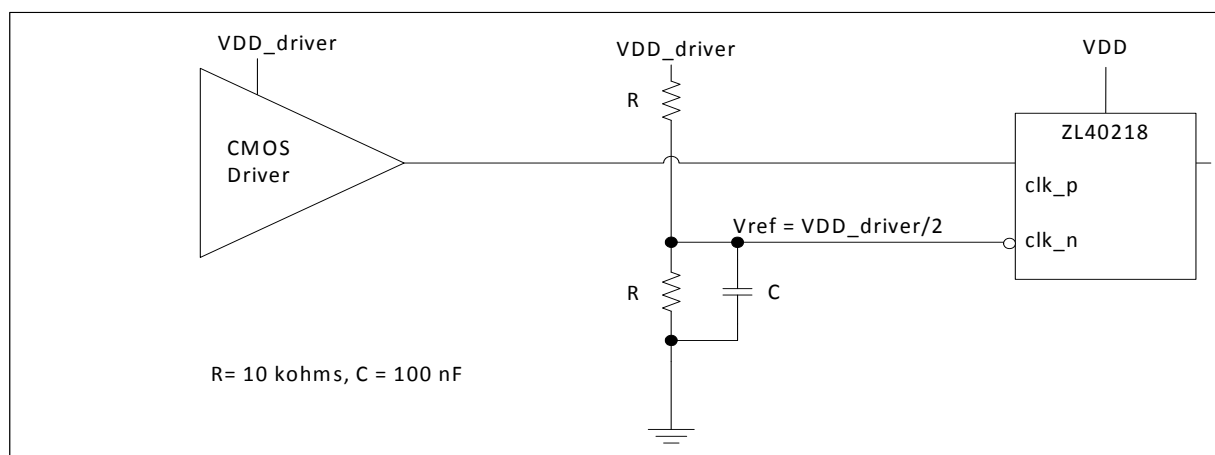 VDD_driver
VDD_driver
VDD
R
ZL40218
CMOS
Driver
clk_p
Vref = VDD_driver/2
clk_n
R
C
R= 10 kohms, C = 100 nF